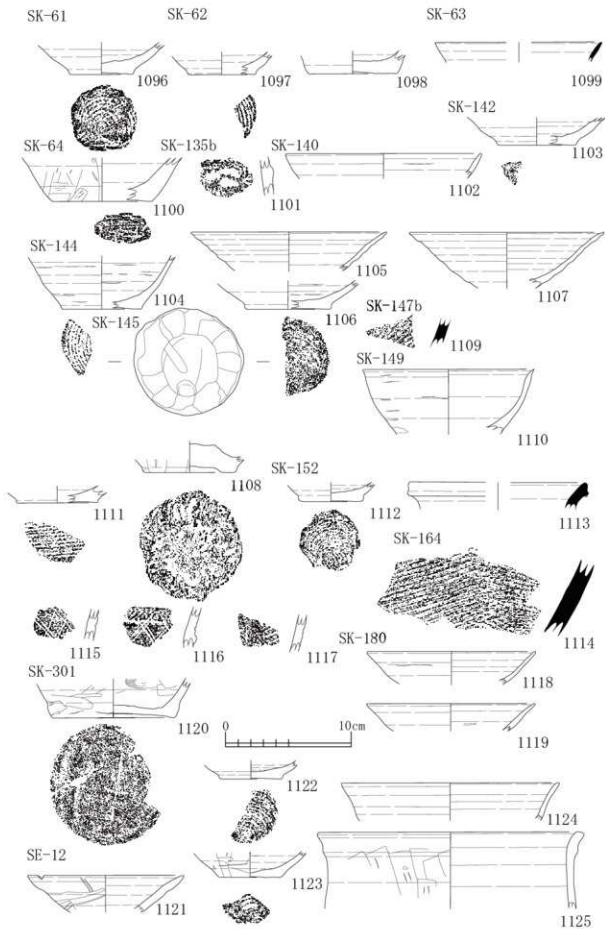 SK-61 SK-62 SK-63
1096 1097 1098 1099
SK-142
1103
SK-64 SK-135b SK-140
1100 1101 1102
SK-144
1104 1105 1107
1106
SK-145 SK-147b
1109
SK-149
1110
1108
SK-152
1111 1112 1113
SK-164
1114
1115 1116 1117
SK-180
1118
SK-301
1120
0 10cm
1119
1122
1124
SE-12
1121 1123
1125